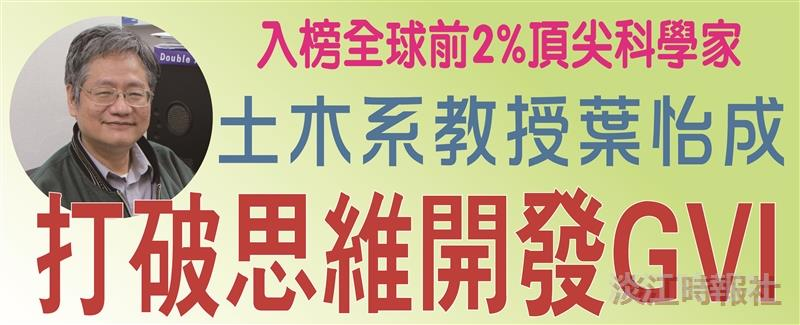 Double
入榜全球前2%頂尖科學家
土木系教授葉怡成
打破思維開發GVI
淡江時報社